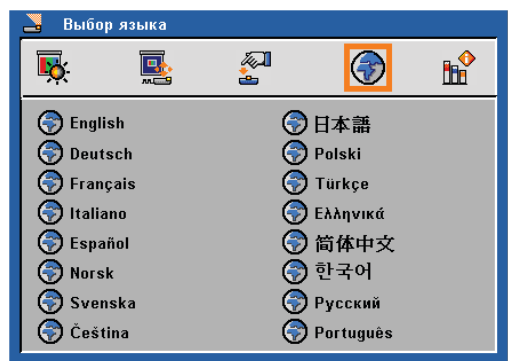 Выбор языка
English
Deutsch
Français
Italiano
Español
Norsk
Svenska
Čeština
日本語
Polski
Türkçe
Ελληνικά
简体中文
한국어
Русский
Português